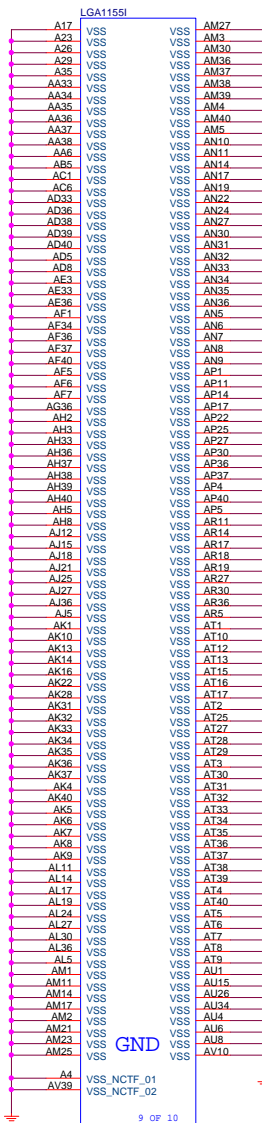 LGA1155I
A17 VSS VSS AM27
A23 VSS VSS AM3
A26 VSS VSS AM30
A29 VSS VSS AM36
A35 VSS VSS AM37
AA33 VSS VSS AM38
AA34 VSS VSS AM39
AA35 VSS VSS AM4
AA36 VSS VSS AM40
AA37 VSS VSS AM5
AA38 VSS VSS AN10
AA6 VSS VSS AN11
AB5 VSS VSS AN14
AC1 VSS VSS AN17
AC6 VSS VSS AN19
AD33 VSS VSS AN22
AD36 VSS VSS AN24
AD38 VSS VSS AN27
AD39 VSS VSS AN30
AD40 VSS VSS AN31
AD5 VSS VSS AN32
AD8 VSS VSS AN33
AE3 VSS VSS AN34
AE33 VSS VSS AN35
AE36 VSS VSS AN36
AF1 VSS VSS AN5
AF34 VSS VSS AN6
AF36 VSS VSS AN7
AF37 VSS VSS AN8
AF40 VSS VSS AN9
AF5 VSS VSS AP1
AF6 VSS VSS AP11
AF7 VSS VSS AP14
AG36 VSS VSS AP17
AH2 VSS VSS AP22
AH3 VSS VSS AP25
AH33 VSS VSS AP27
AH36 VSS VSS AP30
AH37 VSS VSS AP36
AH38 VSS VSS AP37
AH39 VSS VSS AP4
AH40 VSS VSS AP40
AH5 VSS VSS AP5
AH8 VSS VSS AR11
AJ12 VSS VSS AR14
AJ15 VSS VSS AR17
AJ18 VSS VSS AR18
AJ21 VSS VSS AR19
AJ25 VSS VSS AR27
AJ27 VSS VSS AR30
AJ36 VSS VSS AR36
AJ5 VSS VSS AR5
AK1 VSS VSS AT1
AK10 VSS VSS AT10
AK13 VSS VSS AT12
AK14 VSS VSS AT13
AK16 VSS VSS AT15
AK22 VSS VSS AT16
AK28 VSS VSS AT17
AK31 VSS VSS AT2
AK32 VSS VSS AT25
AK33 VSS VSS AT27
AK34 VSS VSS AT28
AK35 VSS VSS AT29
AK36 VSS VSS AT3
AK37 VSS VSS AT30
AK4 VSS VSS AT31
AK40 VSS VSS AT32
AK5 VSS VSS AT33
AK6 VSS VSS AT34
AK7 VSS VSS AT35
AK8 VSS VSS AT36
AK9 VSS VSS AT37
AL11 VSS VSS AT38
AL14 VSS VSS AT39
AL17 VSS VSS AT4
AL19 VSS VSS AT40
AL24 VSS VSS AT5
AL27 VSS VSS AT6
AL30 VSS VSS AT7
AL36 VSS VSS AT8
AL5 VSS VSS AT9
AM1 VSS VSS AU1
AM11 VSS VSS AU15
AM14 VSS VSS AU26
AM17 VSS VSS AU34
AM2 VSS VSS AU4
AM21 VSS VSS AU6
AM23 VSS VSS AU8
AM25 VSS VSS AV10
GND
A4 VSS_NCTF_01
AV39 VSS_NCTF_02
9 OF 10